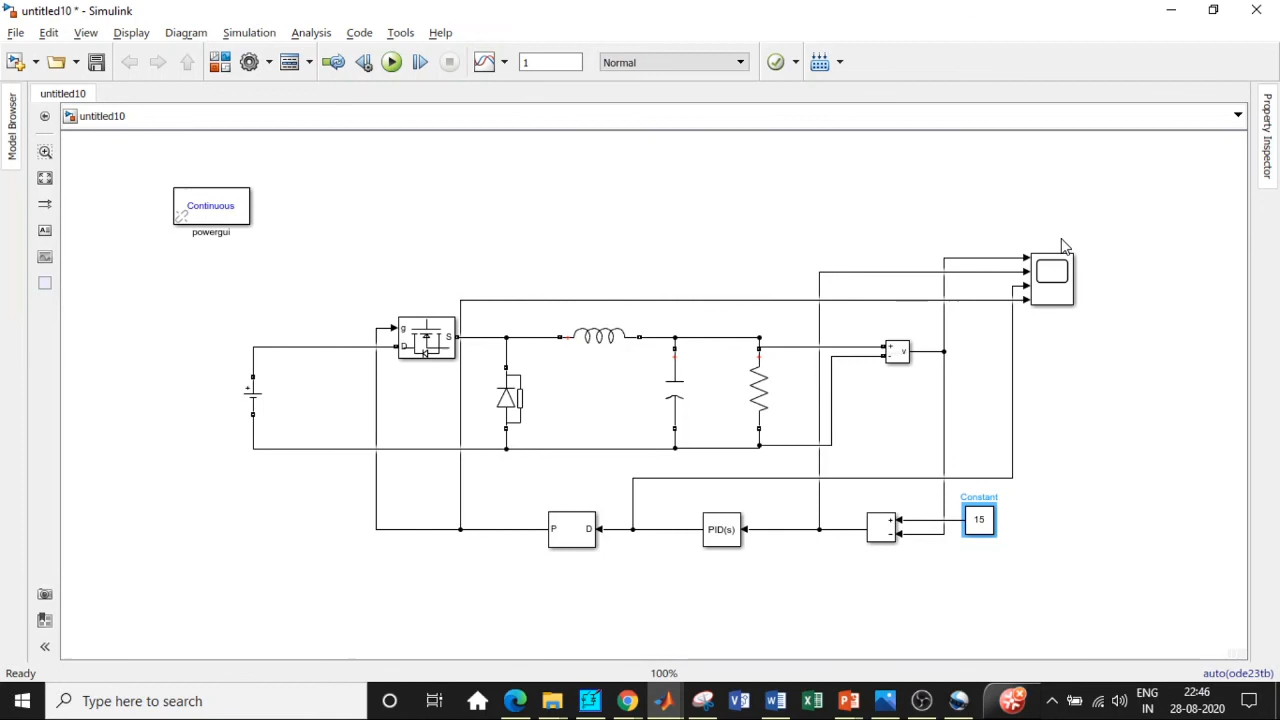 untitled10 * - Simulink
File Edit View Display Diagram Simulation Analysis Code Tools Help
1
Normal
untitled10
untitled10
Model Browser
Property Inspector
Continuous
powergui
g
D
S
+
+
-
v
Constant
15
+
-
PID(s)
P
D
Ready
100%
auto(ode23tb)
Type here to search
ENG
IN
22:46
28-08-2020